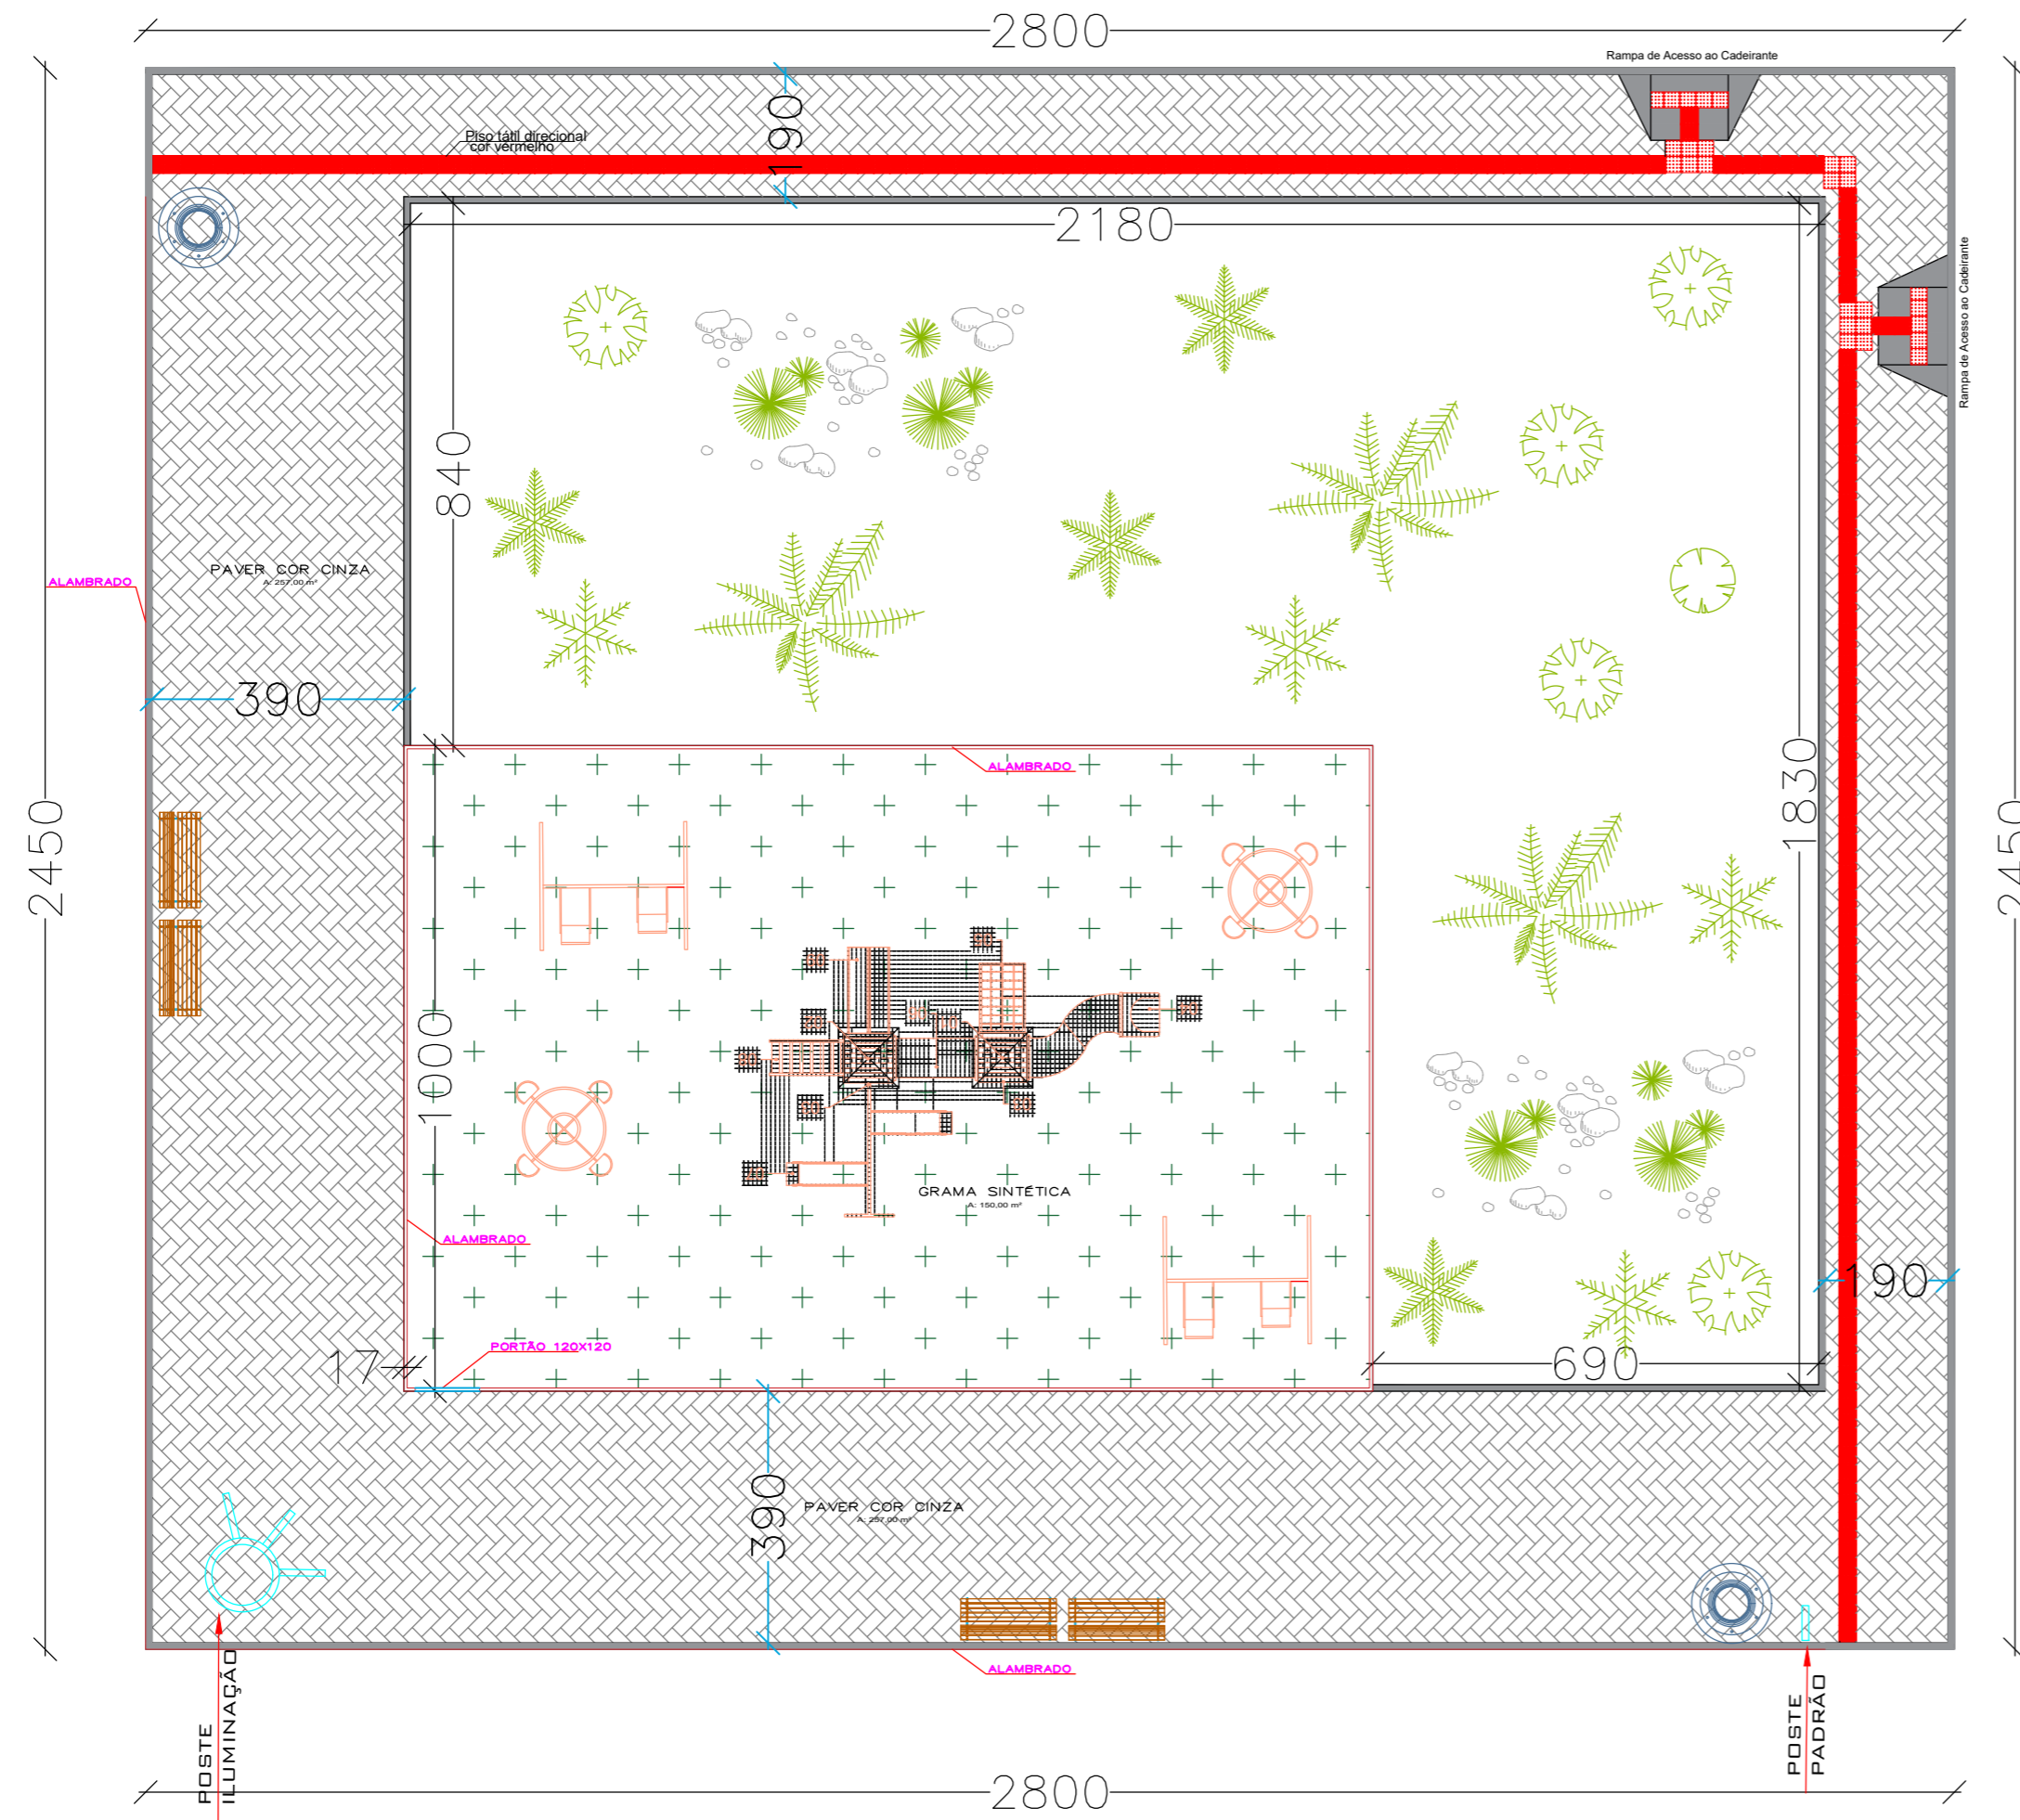 2800
Rampa de Acesso ao Cadeirante
190
Piso tátil direcional
cor vermelho
2180
Rampa de Acesso ao Cadeirante
840
PAVER COR CINZA
A: 257,00 m²
ALAMBRADO
390
ALAMBRADO
1830
2450
2450
1000
GRAMA SINTÉTICA
A: 150,00 m²
ALAMBRADO
190
PORTÃO 120X120
17
690
390
PAVER COR CINZA
A: 257,00 m²
ALAMBRADO
POSTE
ILUMINAÇÃO
POSTE
PADRÃO
2800